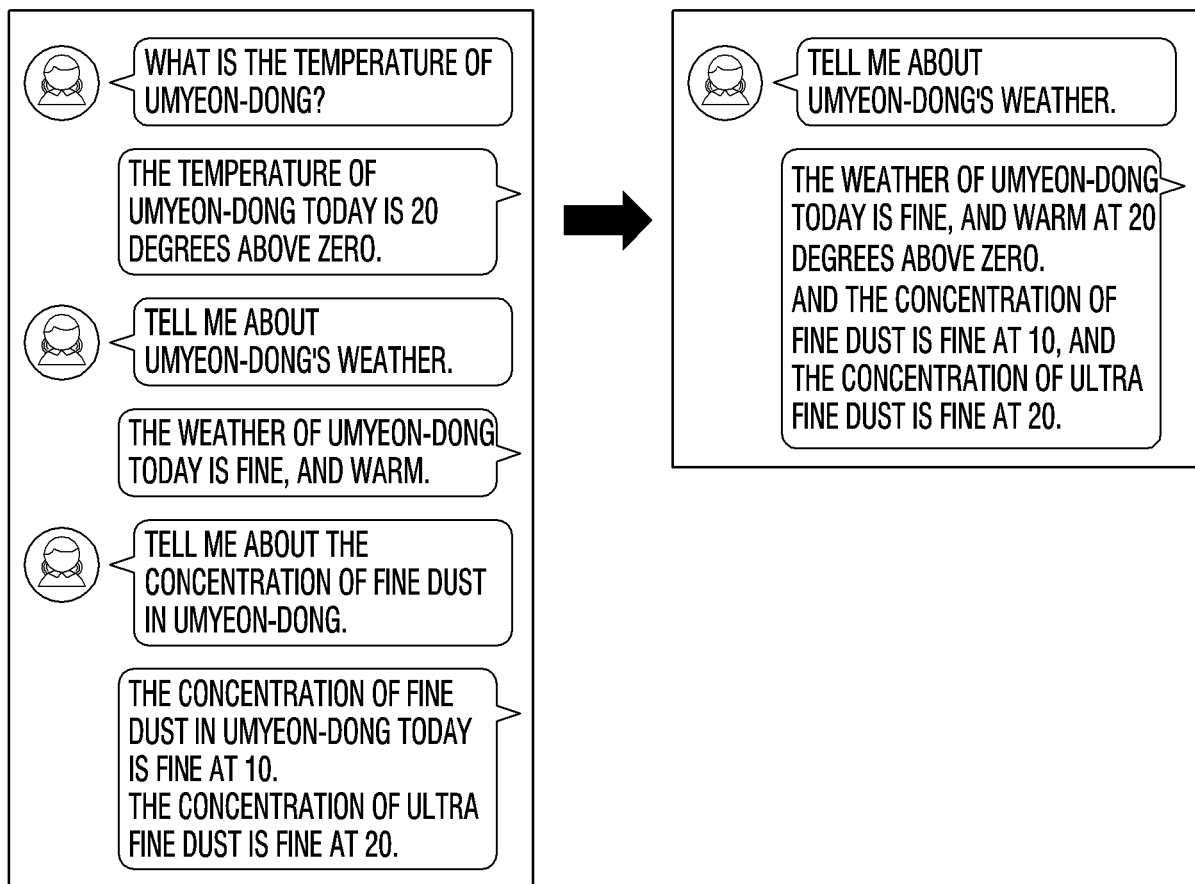 WHAT IS THE TEMPERATURE OF
UMYEON-DONG?
THE TEMPERATURE OF
UMYEON-DONG TODAY IS 20
DEGREES ABOVE ZERO.
TELL ME ABOUT
UMYEON-DONG'S WEATHER.
THE WEATHER OF UMYEON-DONG
TODAY IS FINE, AND WARM.
TELL ME ABOUT THE
CONCENTRATION OF FINE DUST
IN UMYEON-DONG.
THE CONCENTRATION OF FINE
DUST IN UMYEON-DONG TODAY
IS FINE AT 10.
THE CONCENTRATION OF ULTRA
FINE DUST IS FINE AT 20.
TELL ME ABOUT
UMYEON-DONG'S WEATHER.
THE WEATHER OF UMYEON-DONG
TODAY IS FINE, AND WARM AT 20
DEGREES ABOVE ZERO.
AND THE CONCENTRATION OF
FINE DUST IS FINE AT 10, AND
THE CONCENTRATION OF ULTRA
FINE DUST IS FINE AT 20.